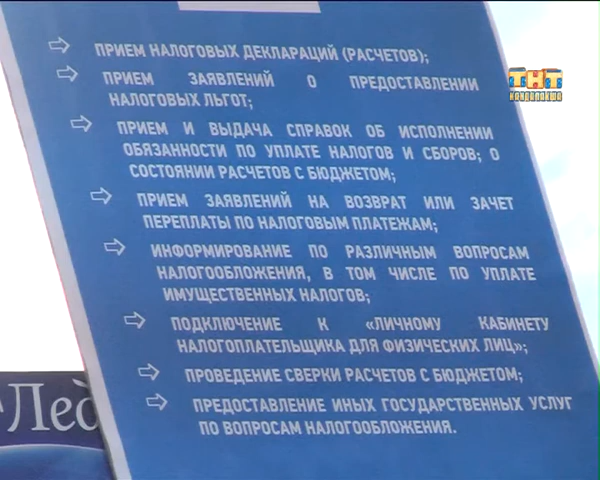 ПРИЕМ НАЛОГОВЫХ ДЕКЛАРАЦИЙ (РАСЧЕТОВ);
ПРИЕМ ЗАЯВЛЕНИЙ О ПРЕДОСТАВЛЕНИИ
НАЛОГОВЫХ ЛЬГОТ;
ПРИЕМ И ВЫДАЧА СПРАВОК ОБ ИСПОЛНЕНИИ
ОБЯЗАННОСТИ ПО УПЛАТЕ НАЛОГОВ И СБОРОВ; О
СОСТОЯНИИ РАСЧЕТОВ С БЮДЖЕТОМ;
ПРИЕМ ЗАЯВЛЕНИЙ НА ВОЗВРАТ ИЛИ ЗАЧЕТ
ПЕРЕПЛАТЫ ПО НАЛОГОВЫМ ПЛАТЕЖАМ;
ИНФОРМИРОВАНИЕ ПО РАЗЛИЧНЫМ ВОПРОСАМ
НАЛОГООБЛОЖЕНИЯ, В ТОМ ЧИСЛЕ ПО УПЛАТЕ
ИМУЩЕСТВЕННЫХ НАЛОГОВ;
ПОДКЛЮЧЕНИЕ К «ЛИЧНОМУ КАБИНЕТУ
НАЛОГОПЛАТЕЛЬЩИКА ДЛЯ ФИЗИЧЕСКИХ ЛИЦ»;
ПРОВЕДЕНИЕ СВЕРКИ РАСЧЕТОВ С БЮДЖЕТОМ;
ПРЕДОСТАВЛЕНИЕ ИНЫХ ГОСУДАРСТВЕННЫХ УСЛУГ
ПО ВОПРОСАМ НАЛОГООБЛОЖЕНИЯ.
ТНТ
Лед